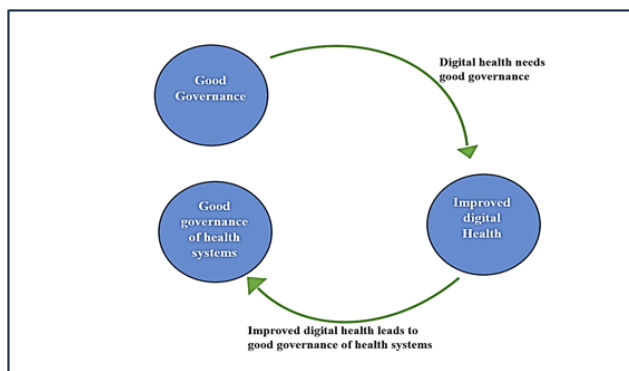 Good
Governance
Digital health needs
good governance
Good
governance
of health
systems
Improved
digital
Health
Improved digital health leads to
good governance of health systems